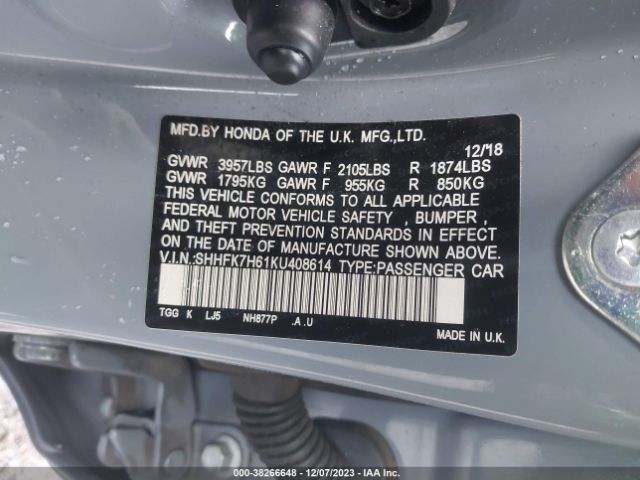 MFD.BY HONDA OF THE U.K. MFG.,LTD.
12/18
GVWR 3957LBS GAWR F 2105LBS R 1874LBS
GVWR 1795KG GAWR F 955KG R 850KG
THIS VEHICLE CONFORMS TO ALL APPLICABLE
FEDERAL MOTOR VEHICLE SAFETY , BUMPER ,
AND THEFT PREVENTION STANDARDS IN EFFECT
ON THE DATE OF MANUFACTURE SHOWN ABOVE.
V.I.N.:SHHFK7H61KU408614 TYPE:PASSENGER CAR
TGG K LJ5 NH877P .A.U
MADE IN U.K.
000-38266648 - 12/07/2023 - IAA Inc.